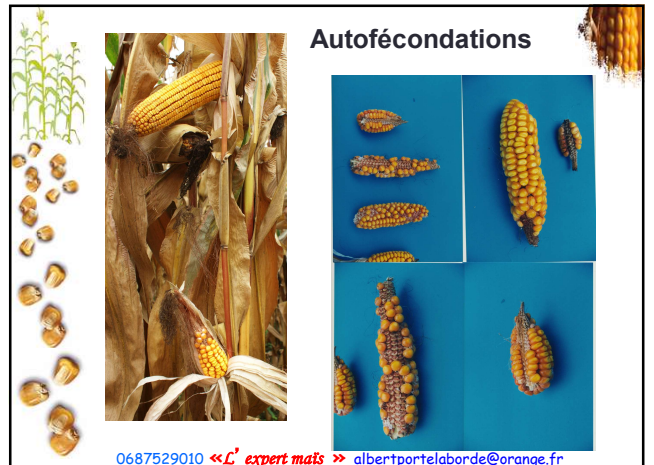 Autofécondations
0687529010 «L’ expert maïs » albertportelaborde@orange.fr